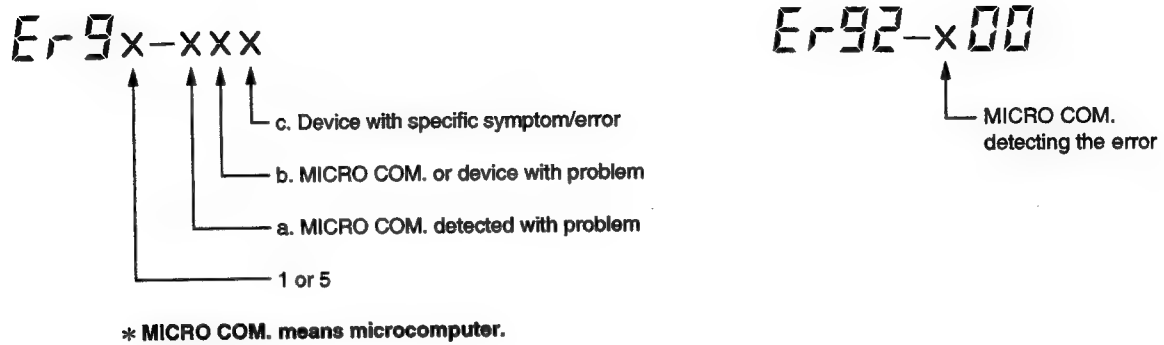 Er9x-xxx
c. Device with specific symptom/error
b. MICRO COM. or device with problem
a. MICRO COM. detected with problem
1 or 5
* MICRO COM. means microcomputer.
Er92-x00
MICRO COM.
detecting the error